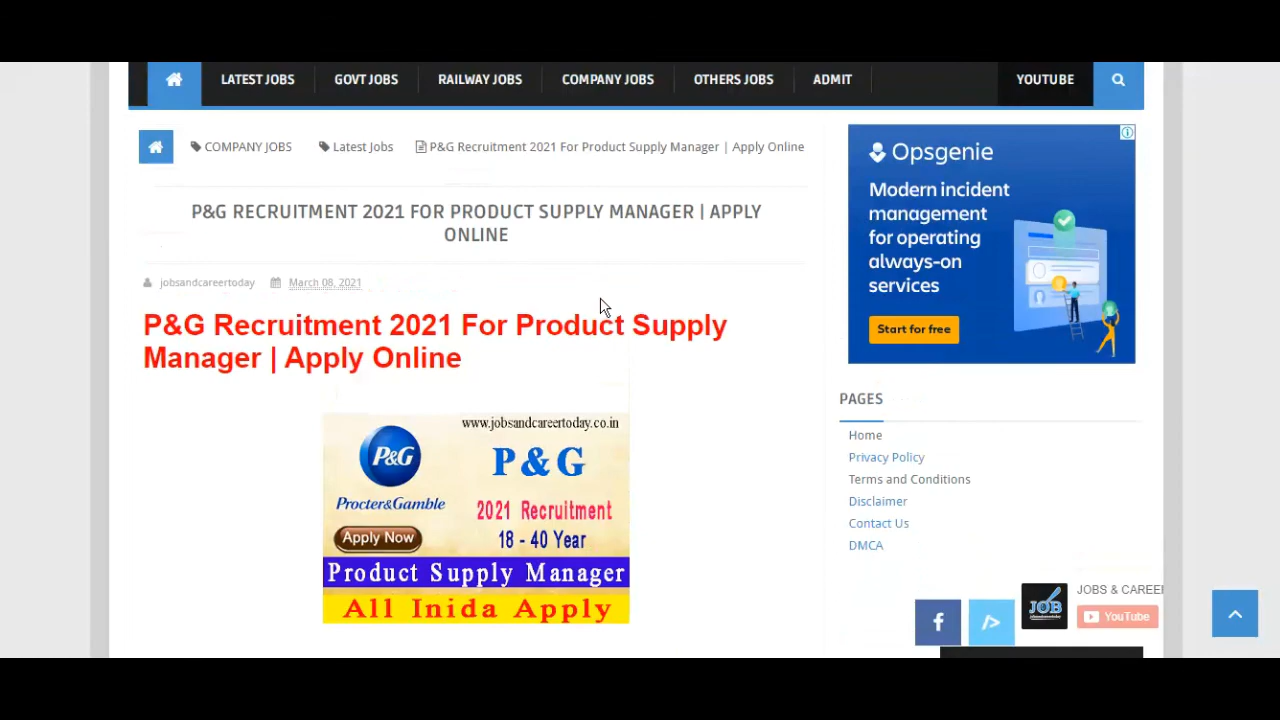 LATEST JOBS GOVT JOBS RAILWAY JOBS COMPANY JOBS OTHERS JOBS ADMIT YOUTUBE
COMPANY JOBS Latest Jobs P&G Recruitment 2021 For Product Supply Manager | Apply Online
P&G RECRUITMENT 2021 FOR PRODUCT SUPPLY MANAGER | APPLY
ONLINE
jobsandcareertoday March 08, 2021
P&G Recruitment 2021 For Product Supply
Manager | Apply Online
www.jobsandcareertoday.co.in
P&G
Procter&Gamble
Apply Now
P & G
2021 Recruitment
18 - 40 Year
Product Supply Manager
All Inida Apply
Opsgenie
Modern incident
management
for operating
always-on
services
Start for free
PAGES
Home
Privacy Policy
Terms and Conditions
Disclaimer
Contact Us
DMCA
JOB
JOBS & CAREER
YouTube